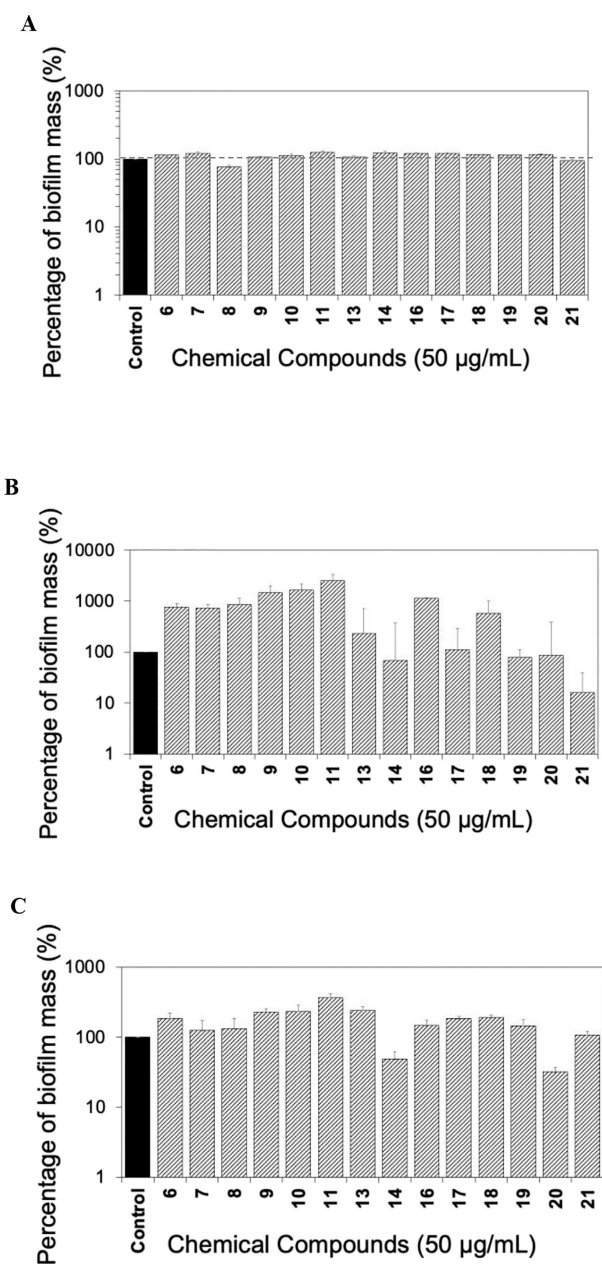 A
Percentage of biofilm mass (%)
1000
100
10
1
Control 6 7 8 9 10 11 13 14 16 17 18 19 20 21
Chemical Compounds (50 µg/mL)
B
Percentage of biofilm mass (%)
10000
1000
100
10
1
Control 6 7 8 9 10 11 13 14 16 17 18 19 20 21
Chemical Compounds (50 µg/mL)
C
Percentage of biofilm mass (%)
1000
100
10
1
Control 6 7 8 9 10 11 13 14 16 17 18 19 20 21
Chemical Compounds (50 µg/mL)